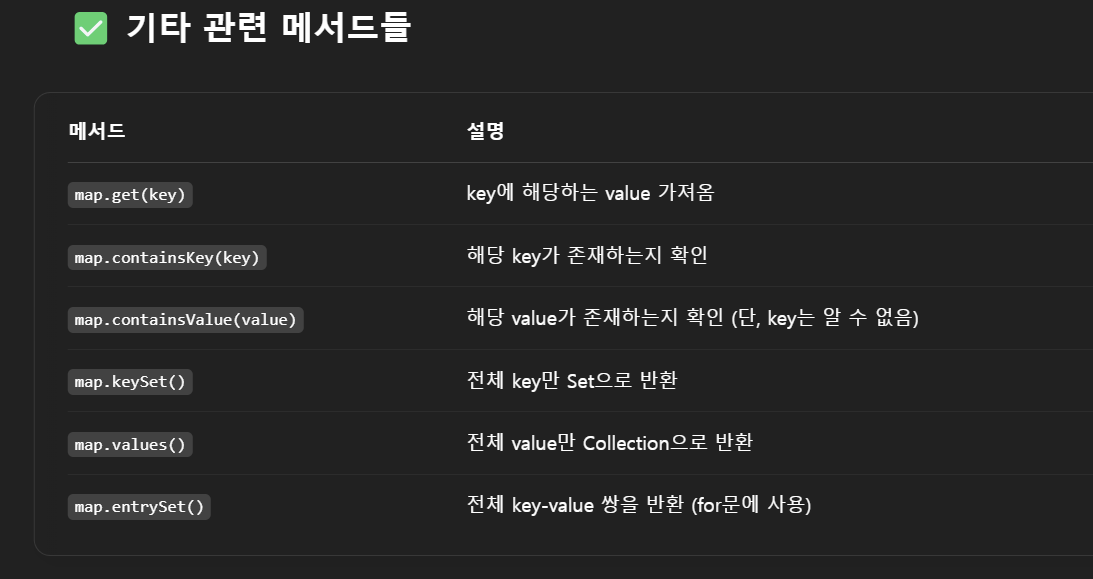 ✅ 기타 관련 메서드들
메서드 설명
map.get(key) key에 해당하는 value 가져옴
map.containsKey(key) 해당 key가 존재하는지 확인
map.containsValue(value) 해당 value가 존재하는지 확인 (단, key는 알 수 없음)
map.keySet() 전체 key만 Set으로 반환
map.values() 전체 value만 Collection으로 반환
map.entrySet() 전체 key-value 쌍을 반환 (for문에 사용)